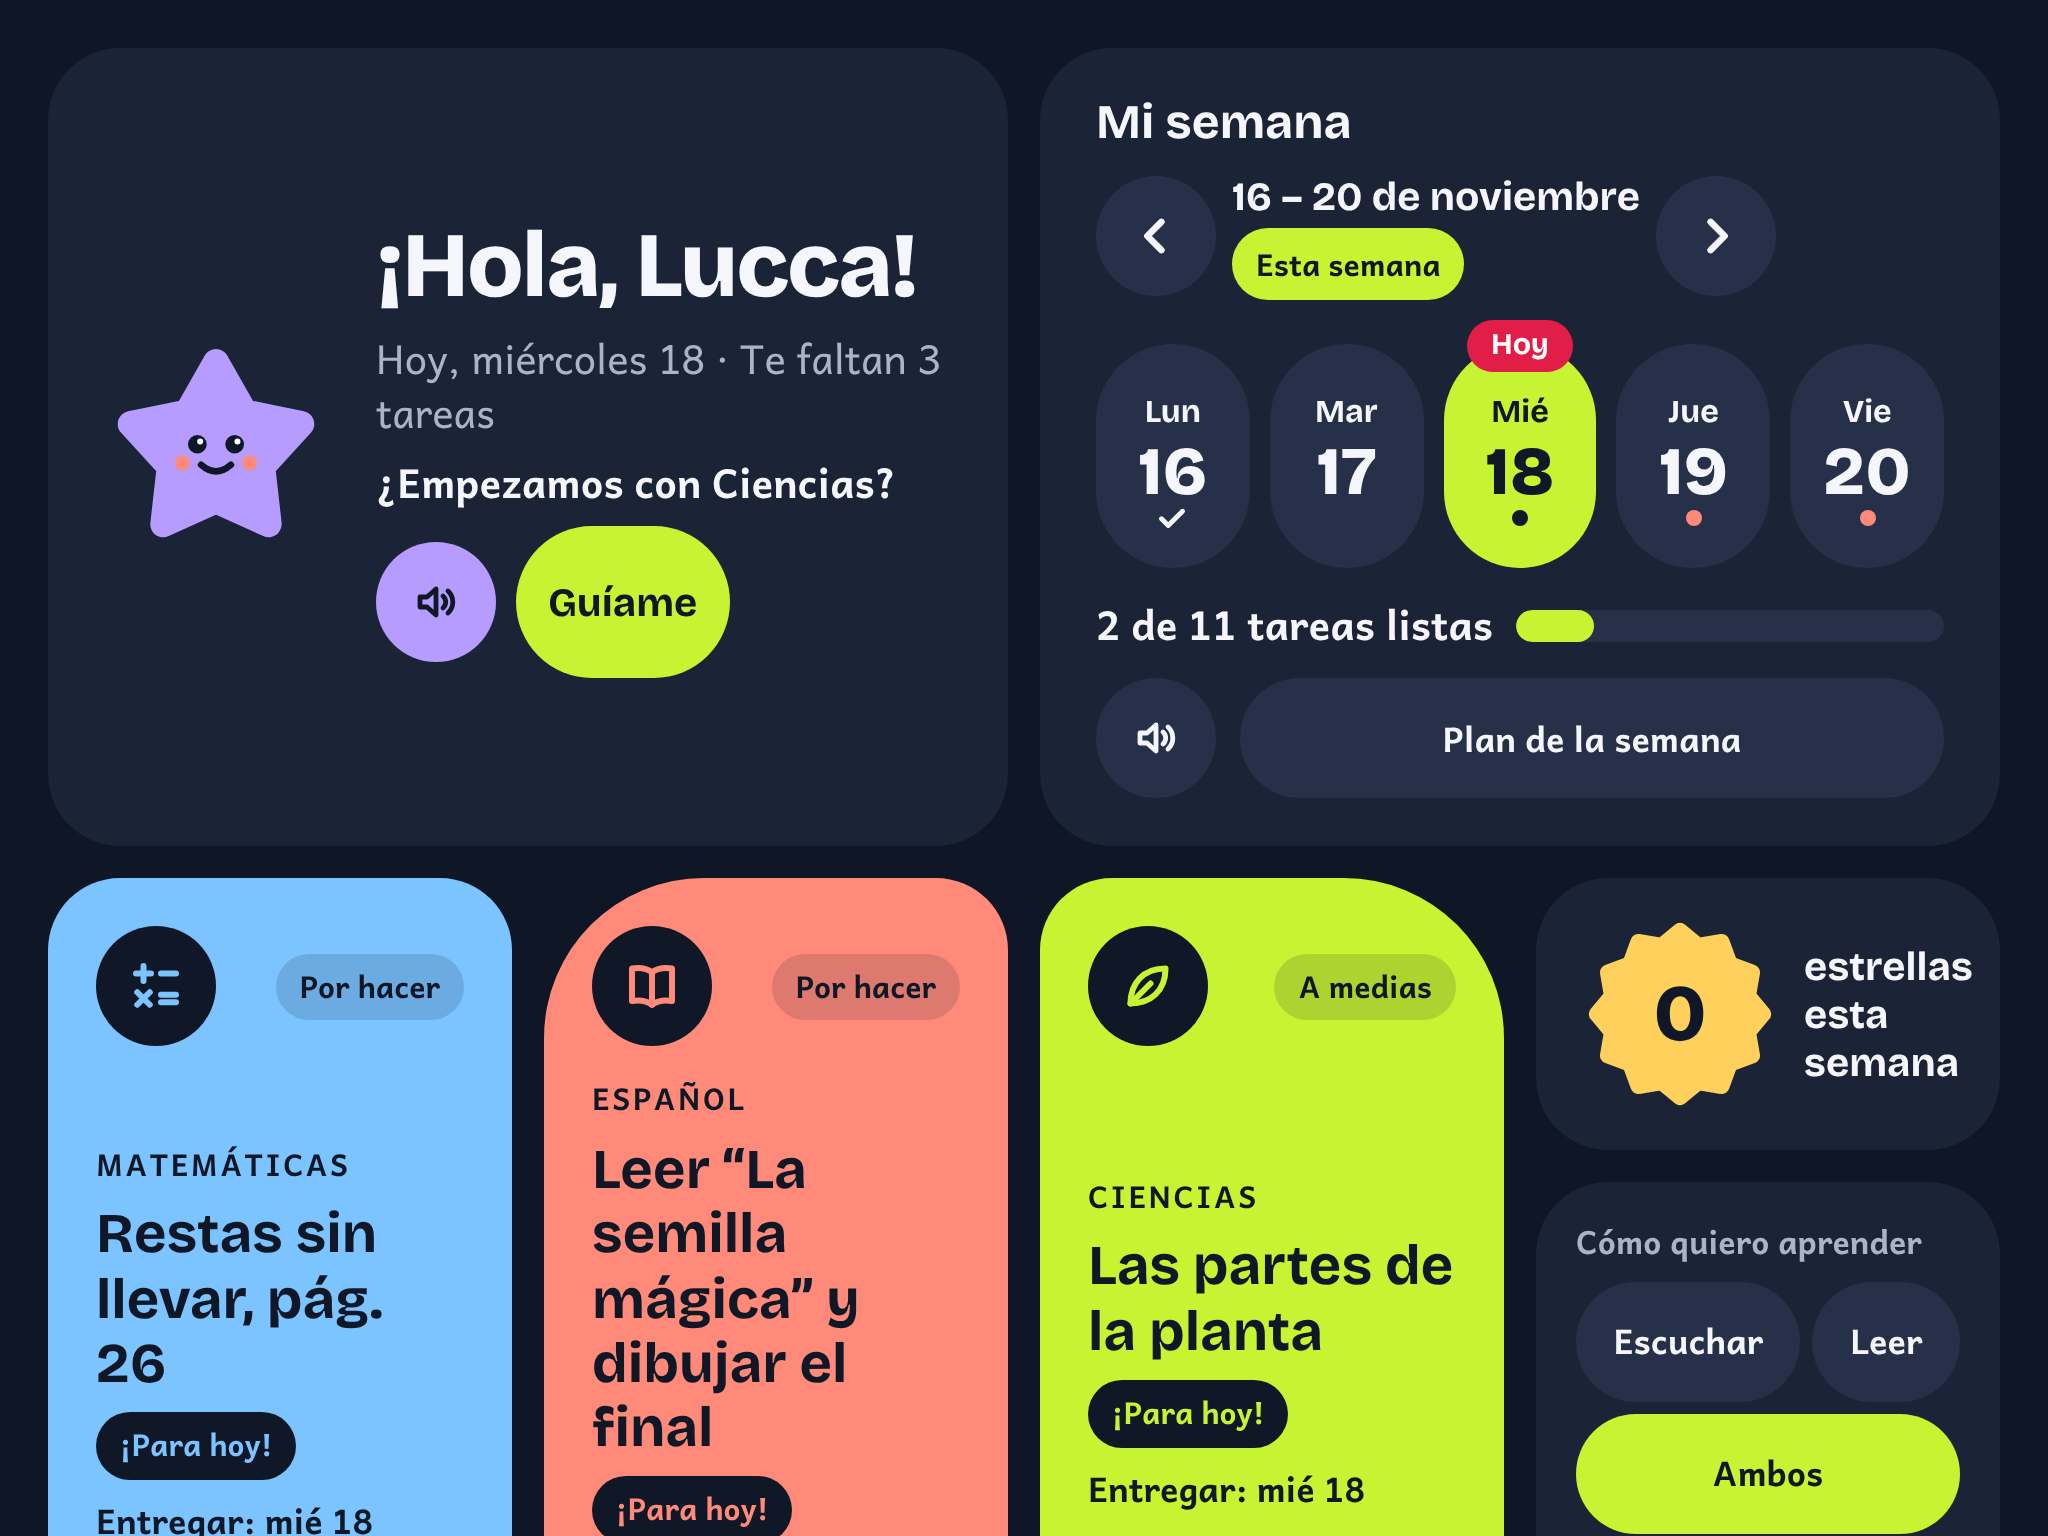 ¡Hola, Lucca!
Hoy, miércoles 18 · Te faltan 3
tareas
¿Empezamos con Ciencias?
Guíame
Mi semana
16 – 20 de noviembre
Esta semana
Hoy
Lun
16
Mar
17
Mié
18
Jue
19
Vie
20
2 de 11 tareas listas
Plan de la semana
Por hacer
MATEMÁTICAS
Restas sin
llevar, pág.
26
¡Para hoy!
Entregar: mié 18
Por hacer
ESPAÑOL
Leer “La
semilla
mágica” y
dibujar el
final
¡Para hoy!
A medias
CIENCIAS
Las partes de
la planta
¡Para hoy!
Entregar: mié 18
0
estrellas
esta
semana
Cómo quiero aprender
Escuchar
Leer
Ambos